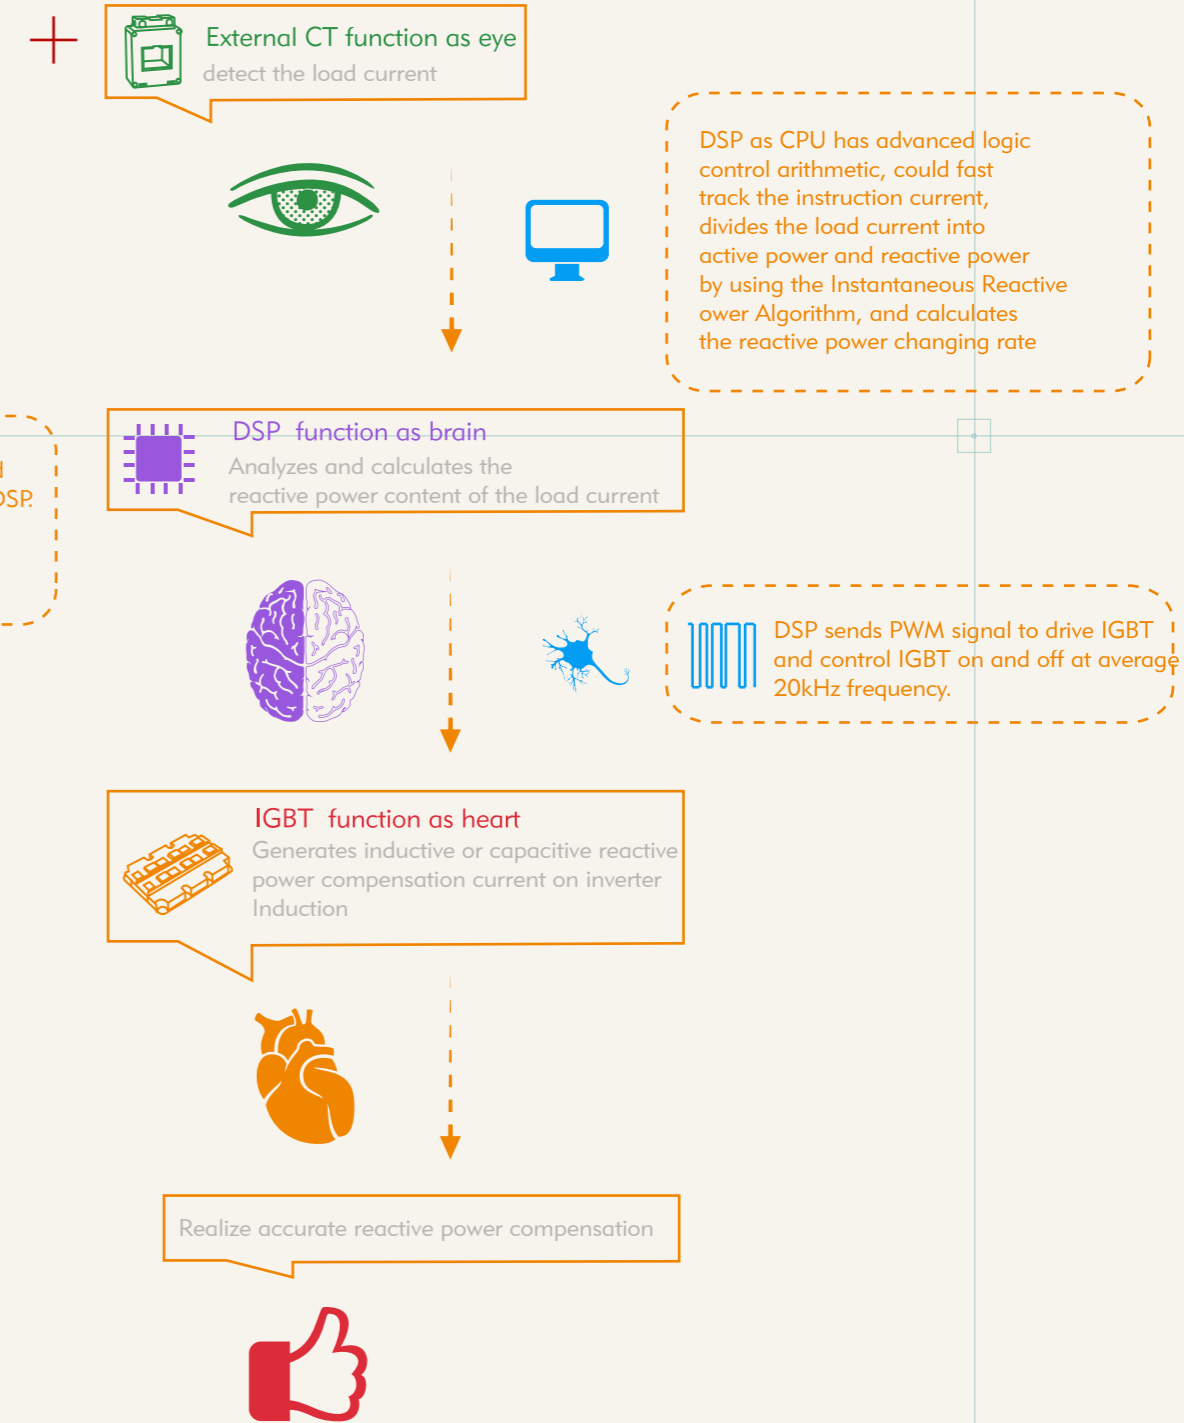 External CT function as eye
detect the load current
DSP as CPU has advanced logic
control arithmetic, could fast
track the instruction current,
divides the load current into
active power and reactive power
by using the Instantaneous Reactive
ower Algorithm, and calculates
the reactive power changing rate
DSP function as brain
Analyzes and calculates the
reactive power content of the load current
DSP.
DSP sends PWM signal to drive IGBT
and control IGBT on and off at average
20kHz frequency.
IGBT function as heart
Generates inductive or capacitive reactive
power compensation current on inverter
Induction
Realize accurate reactive power compensation